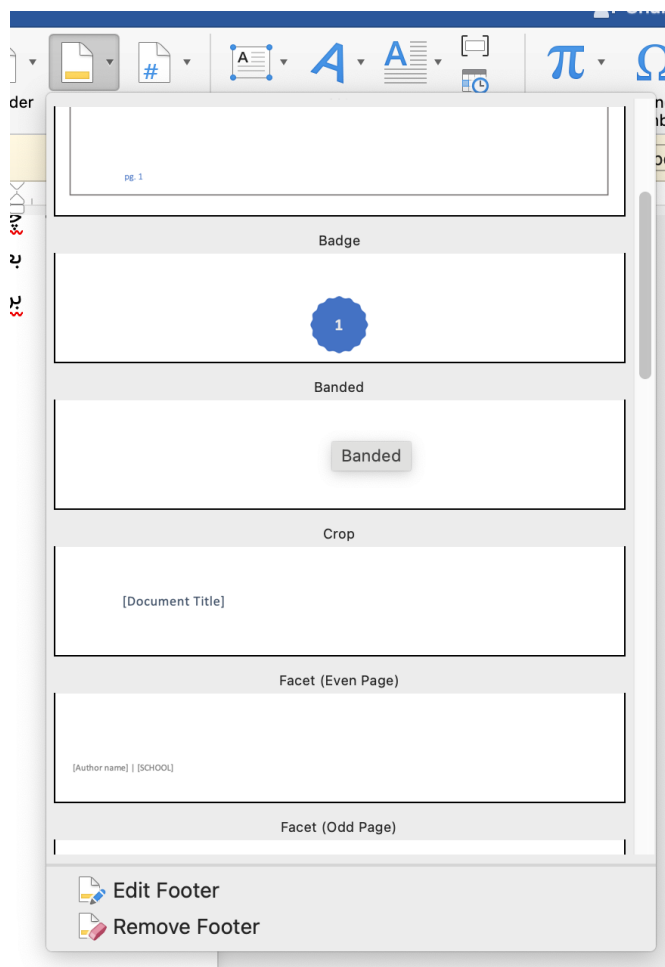 der
pg. 1
Badge
1
Banded
Banded
Crop
[Document Title]
Facet (Even Page)
[Author name] | [SCHOOL]
Facet (Odd Page)
Edit Footer
Remove Footer